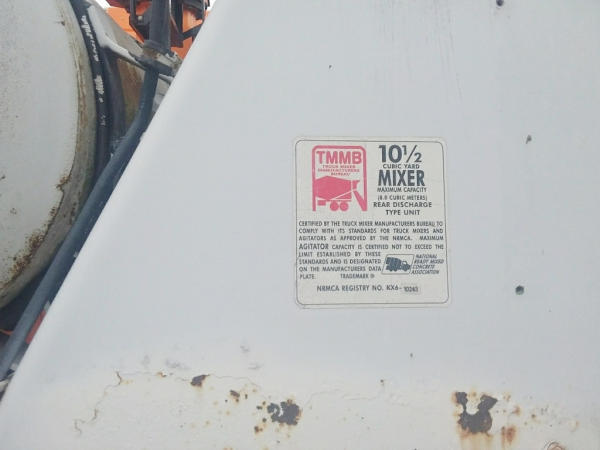 TMMB
TRUCK MIXER
MANUFACTURERS
BUREAU
10½
CUBIC YARD
MIXER
MAXIMUM CAPACITY
(8.0 CUBIC METERS)
REAR DISCHARGE
TYPE UNIT
CERTIFIED BY THE TRUCK MIXER MANUFACTURERS BUREAU TO
COMPLY WITH ITS STANDARDS FOR TRUCK MIXERS AND
AGITATORS AS APPROVED BY THE NRMCA. MAXIMUM
AGITATOR CAPACITY IS CERTIFIED NOT TO EXCEED THE
LIMIT ESTABLISHED BY THESE
STANDARDS AND IS DESIGNATED
ON THE MANUFACTURERS DATA
PLATE. TRADEMARK ®
NATIONAL
READY MIXED
CONCRETE
ASSOCIATION
NRMCA REGISTRY NO. KX6-10243